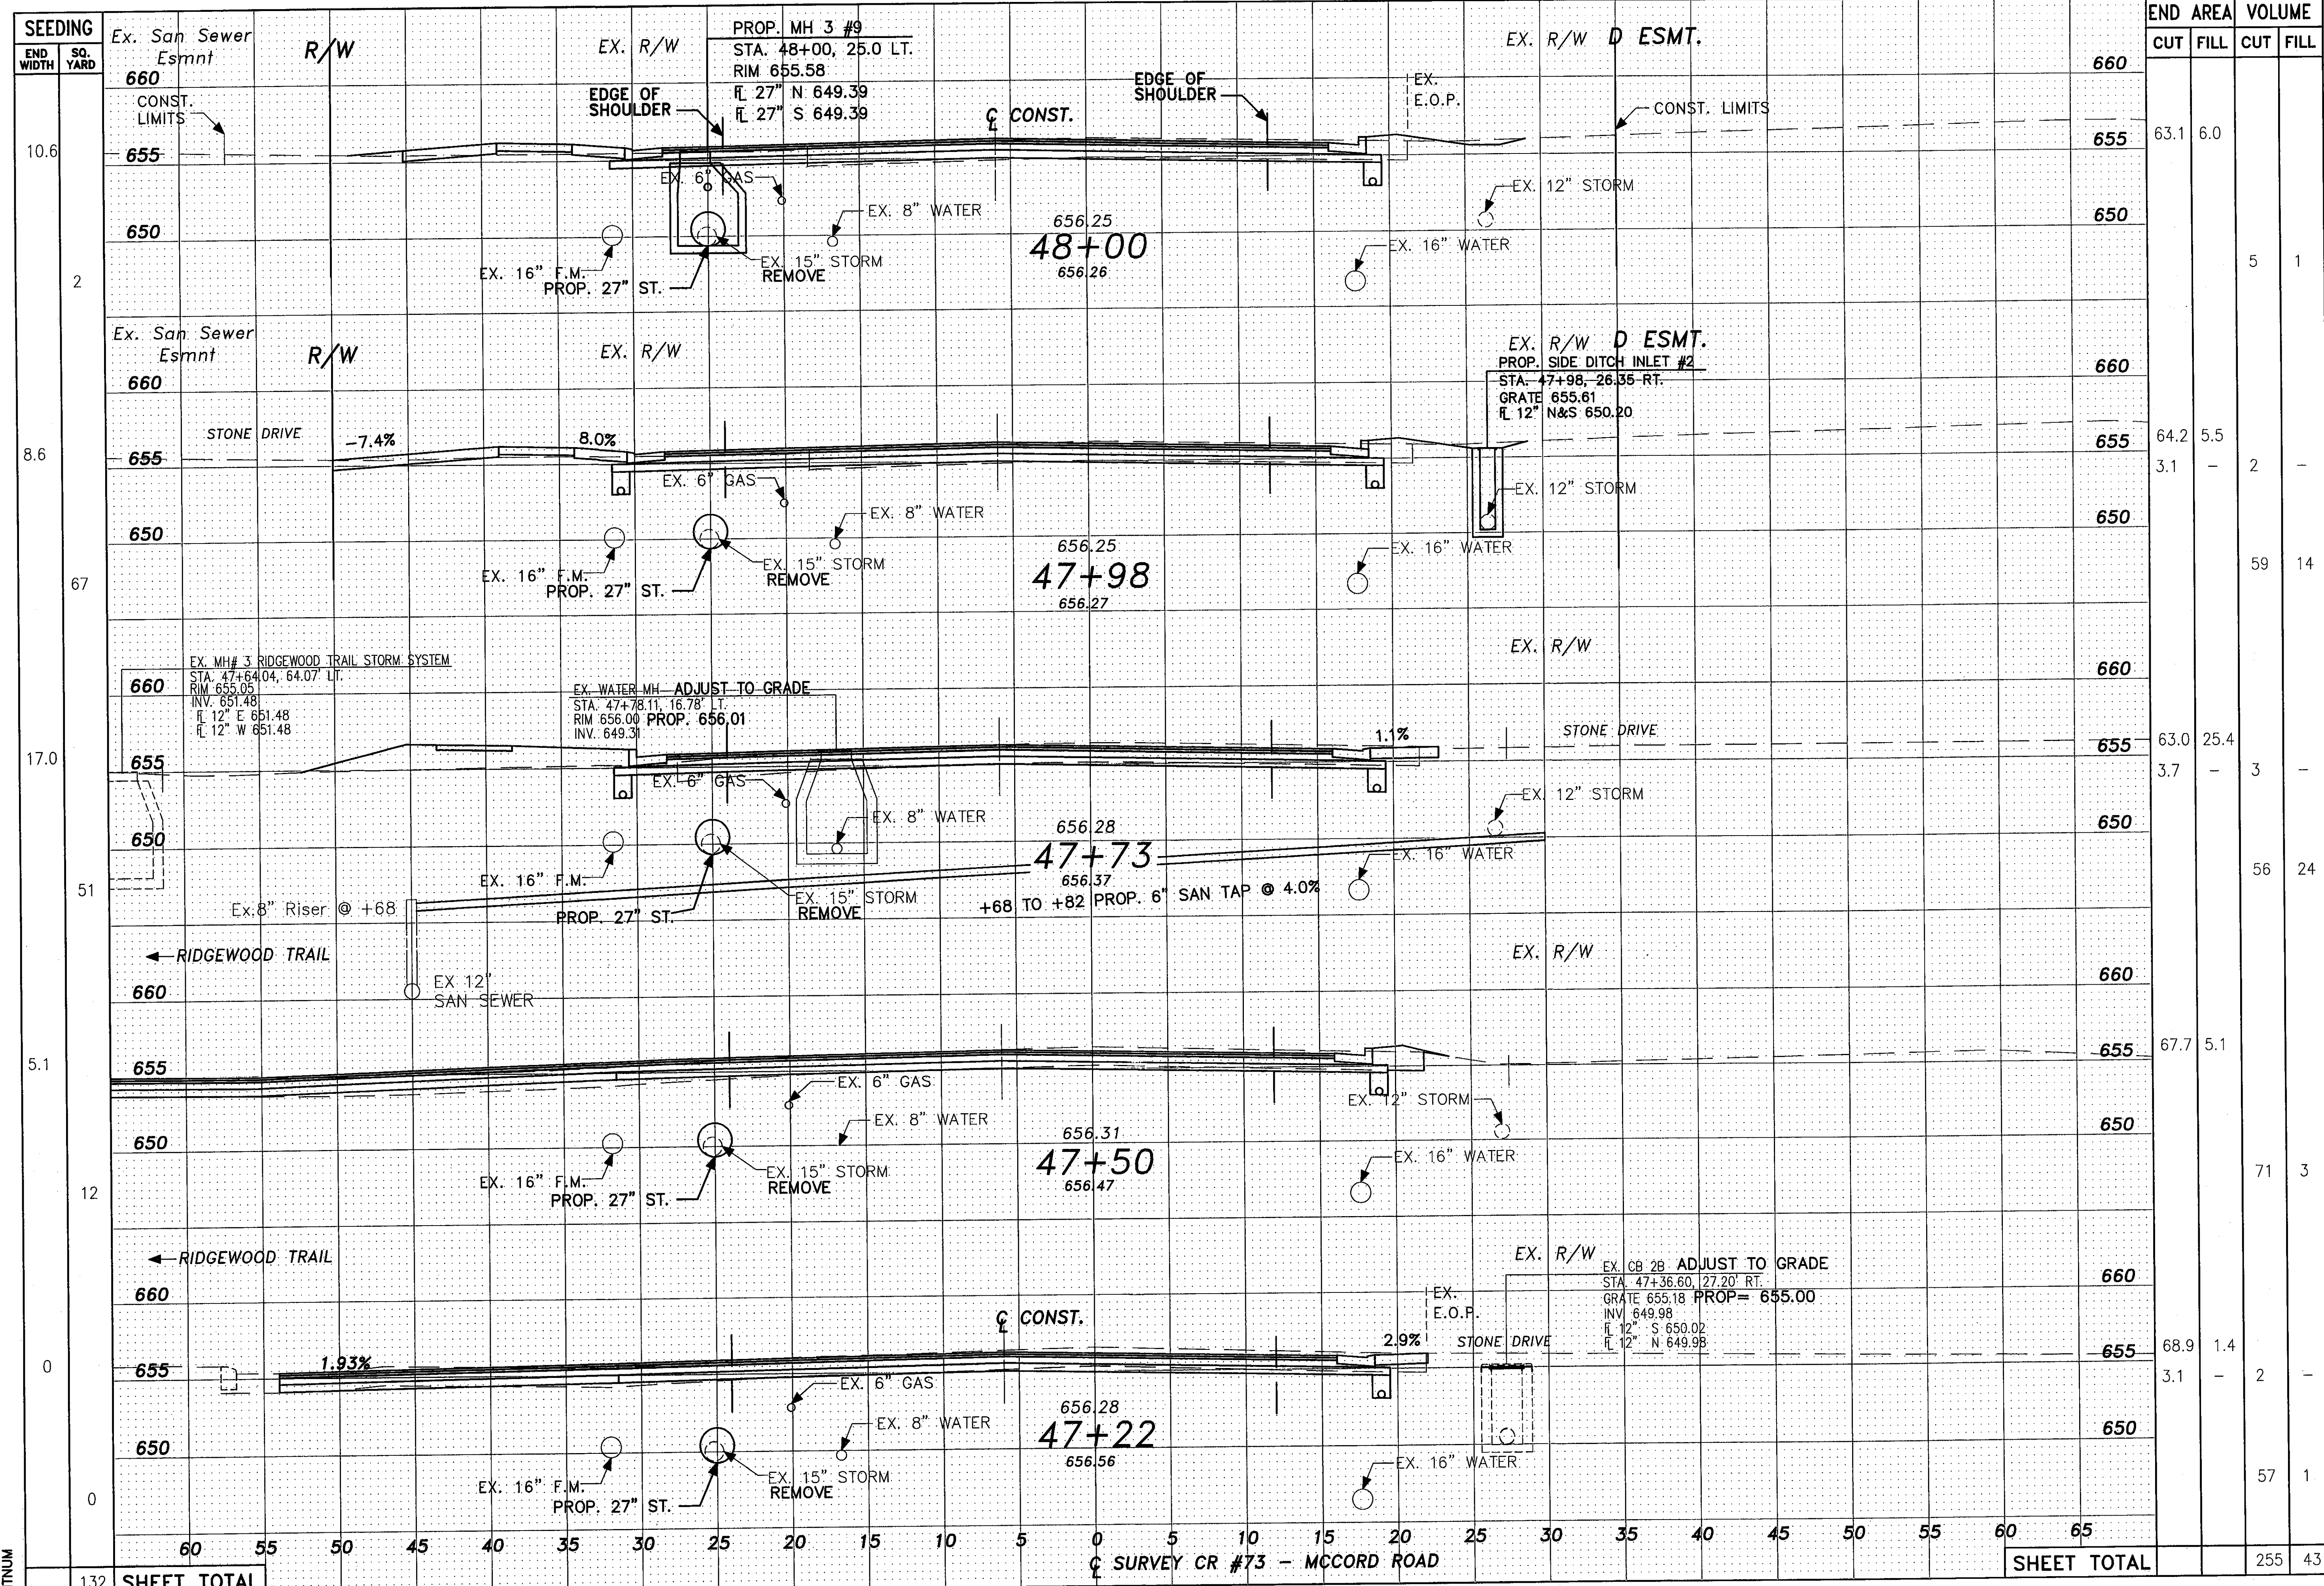 SEEDING
END WIDTH
SQ. YARD
END AREA
VOLUME
CUT
FILL
CUT
FILL
Ex. San Sewer
Esmnt
R/W
EX. R/W
PROP. MH 3 #9
STA. 48+00, 25.0 LT.
RIM 655.58
FL 27" N 649.39
FL 27" S 649.39
EX. R/W
D ESMT.
660
660
CONST.
LIMITS
EDGE OF
SHOULDER
EDGE OF
SHOULDER
EX.
E.O.P.
CONST. LIMITS
CL CONST.
10.6
655
655
63.1
6.0
EX. 6" GAS
EX. 12" STORM
EX. 8" WATER
656.25
650
48+00
650
EX. 16" WATER
EX. 16" F.M.
EX. 15" STORM
REMOVE
656.26
PROP. 27" ST.
2
5
1
Ex. San Sewer
Esmnt
R/W
EX. R/W
EX. R/W
D ESMT.
PROP. SIDE DITCH INLET #2
STA. 47+98, 26.35 RT.
GRATE 655.61
FL 12" N&S 650.20
660
660
STONE DRIVE
-7.4%
8.0%
8.6
655
655
64.2
5.5
3.1
-
2
-
EX. 6" GAS
EX. 12" STORM
EX. 8" WATER
650
650
656.25
47+98
EX. 16" WATER
EX. 16" F.M.
EX. 15" STORM
REMOVE
PROP. 27" ST.
656.27
67
59
14
EX. R/W
EX. MH# 3 RIDGEWOOD TRAIL STORM SYSTEM
STA. 47+64.04, 64.07' LT.
RIM 655.05
INV. 651.48
FL 12" E 651.48
FL 12" W 651.48
660
660
EX. WATER MH ADJUST TO GRADE
STA. 47+78.11, 16.78' LT.
RIM 656.00 PROP. 656.01
INV. 649.31
1.1%
STONE DRIVE
17.0
655
655
63.0
25.4
3.7
-
3
-
EX. 6" GAS
EX. 12" STORM
EX. 8" WATER
656.28
650
47+73
650
EX. 16" WATER
EX. 16" F.M.
656.37
EX. 15" STORM
REMOVE
+68 TO +82 PROP. 6" SAN TAP @ 4.0%
Ex.8" Riser @ +68
PROP. 27" ST.
51
56
24
RIDGEWOOD TRAIL
EX. R/W
EX 12"
SAN SEWER
660
660
5.1
655
655
67.7
5.1
EX. 6" GAS
EX. 12" STORM
EX. 8" WATER
656.31
650
47+50
650
EX. 16" WATER
EX. 16" F.M.
EX. 15" STORM
REMOVE
PROP. 27" ST.
656.47
12
71
3
RIDGEWOOD TRAIL
EX. R/W
EX. CB 2B ADJUST TO GRADE
STA. 47+36.60, 27.20' RT.
GRATE 655.18 PROP= 655.00
INV 649.98
FL 12" S 650.02
FL 12" N 649.98
660
660
CL CONST.
EX.
E.O.P.
1.93%
2.9%
STONE DRIVE
0
655
655
68.9
1.4
3.1
-
2
-
EX. 6" GAS
EX. 8" WATER
656.28
650
47+22
650
656.56
EX. 16" WATER
EX. 16" F.M.
EX. 15" STORM
REMOVE
PROP. 27" ST.
0
57
1
60 55 50 45 40 35 30 25 20 15 10 5 0 5 10 15 20 25 30 35 40 45 50 55 60 65
CL SURVEY CR #73 - MCCORD ROAD
132
SHEET TOTAL
SHEET TOTAL
255
43